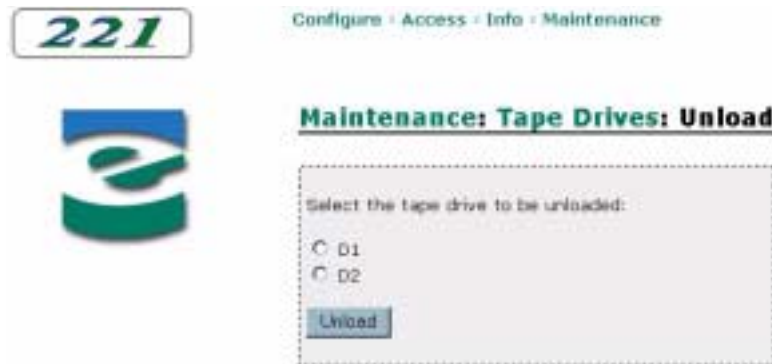 221
Configure · Access · Info · Maintenance
Maintenance: Tape Drives: Unload
Select the tape drive to be unloaded:
D1
D2
Unload